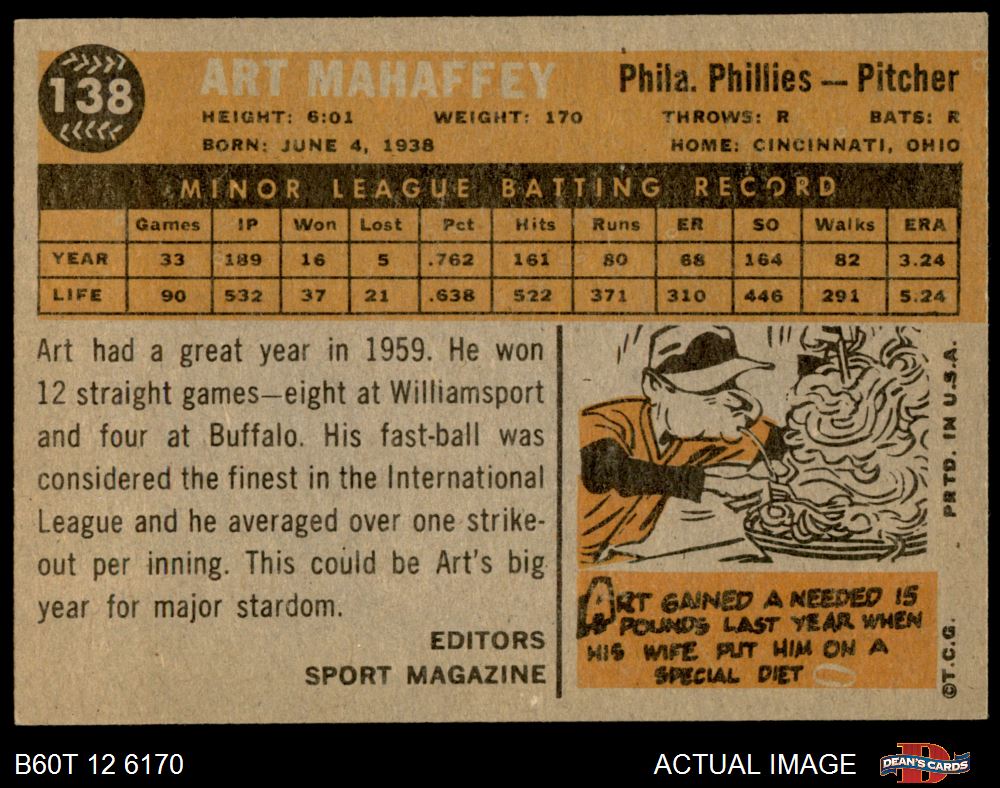 138
ART MAHAFFEY
Phila. Phillies — Pitcher
HEIGHT: 6:01 WEIGHT: 170 THROWS: R BATS: R
BORN: JUNE 4, 1938 HOME: CINCINNATI, OHIO
MINOR LEAGUE BATTING RECORD
Games IP Won Lost Pct Hits Runs ER SO Walks ERA
YEAR 33 189 16 5 .762 161 80 68 164 82 3.24
LIFE 90 532 37 21 .638 522 371 310 446 291 5.24
Art had a great year in 1959. He won
12 straight games—eight at Williamsport
and four at Buffalo. His fast-ball was
considered the finest in the International
League and he averaged over one strike-
out per inning. This could be Art's big
year for major stardom.
EDITORS
SPORT MAGAZINE
ART GAINED A NEEDED 15
POUNDS LAST YEAR WHEN
HIS WIFE PUT HIM ON A
SPECIAL DIET
©T.C.G. PRTD. IN U.S.A.
B60T 12 6170
ACTUAL IMAGE
DEAN'S CARDS